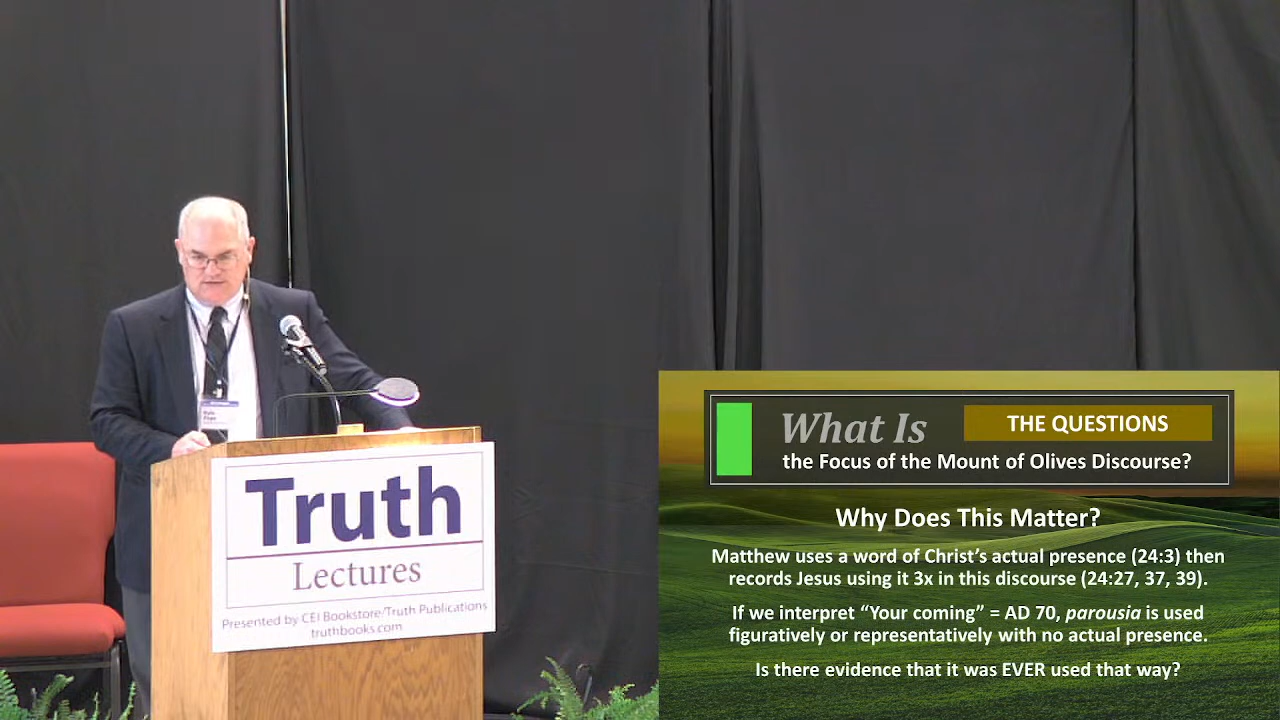 Truth
Lectures
Presented by CEI Bookstore/Truth Publications
truthbooks.com
What Is
THE QUESTIONS
the Focus of the Mount of Olives Discourse?
Why Does This Matter?
Matthew uses a word of Christ's actual presence (24:3) then
records Jesus using it 3x in this discourse (24:27, 37, 39).
If we interpret “Your coming” = AD 70, parousia is used
figuratively or representatively with no actual presence.
Is there evidence that it was EVER used that way?